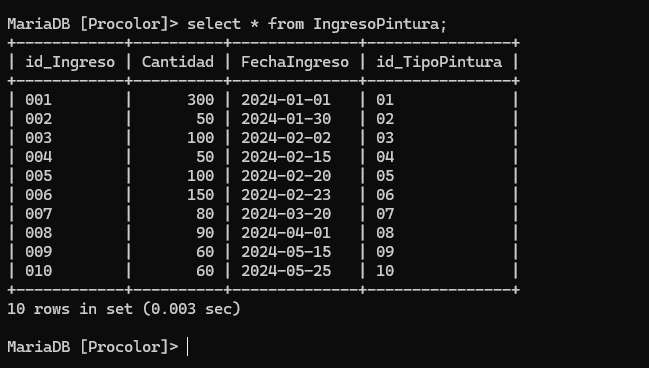 MariaDB [Procolor]> select * from IngresoPintura;
+------------+----------+--------------+----------------+
| id_Ingreso | Cantidad | FechaIngreso | id_TipoPintura |
+------------+----------+--------------+----------------+
| 001        |      300 | 2024-01-01   | 01             |
| 002        |       50 | 2024-01-30   | 02             |
| 003        |      100 | 2024-02-02   | 03             |
| 004        |       50 | 2024-02-15   | 04             |
| 005        |      100 | 2024-02-20   | 05             |
| 006        |      150 | 2024-02-23   | 06             |
| 007        |       80 | 2024-03-20   | 07             |
| 008        |       90 | 2024-04-01   | 08             |
| 009        |       60 | 2024-05-15   | 09             |
| 010        |       60 | 2024-05-25   | 10             |
+------------+----------+--------------+----------------+
10 rows in set (0.003 sec)
MariaDB [Procolor]>